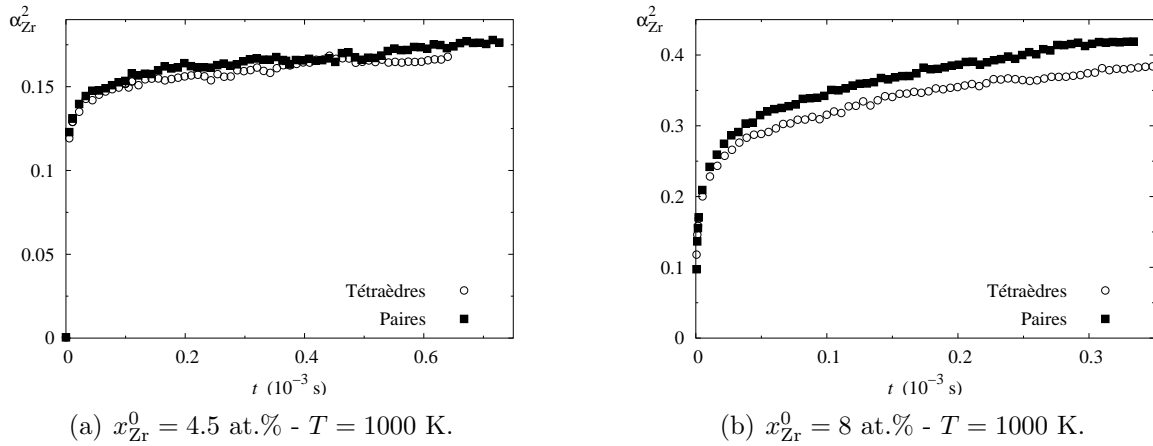 α²Zr
0.15
0.1
0.05
0
0 0.2 0.4 0.6
t (10⁻³ s)
Tétraèdres
Paires
(a) x⁰Zr = 4.5 at.% - T = 1000 K.
α²Zr
0.4
0.3
0.2
0.1
0
0 0.1 0.2 0.3
t (10⁻³ s)
Tétraèdres
Paires
(b) x⁰Zr = 8 at.% - T = 1000 K.